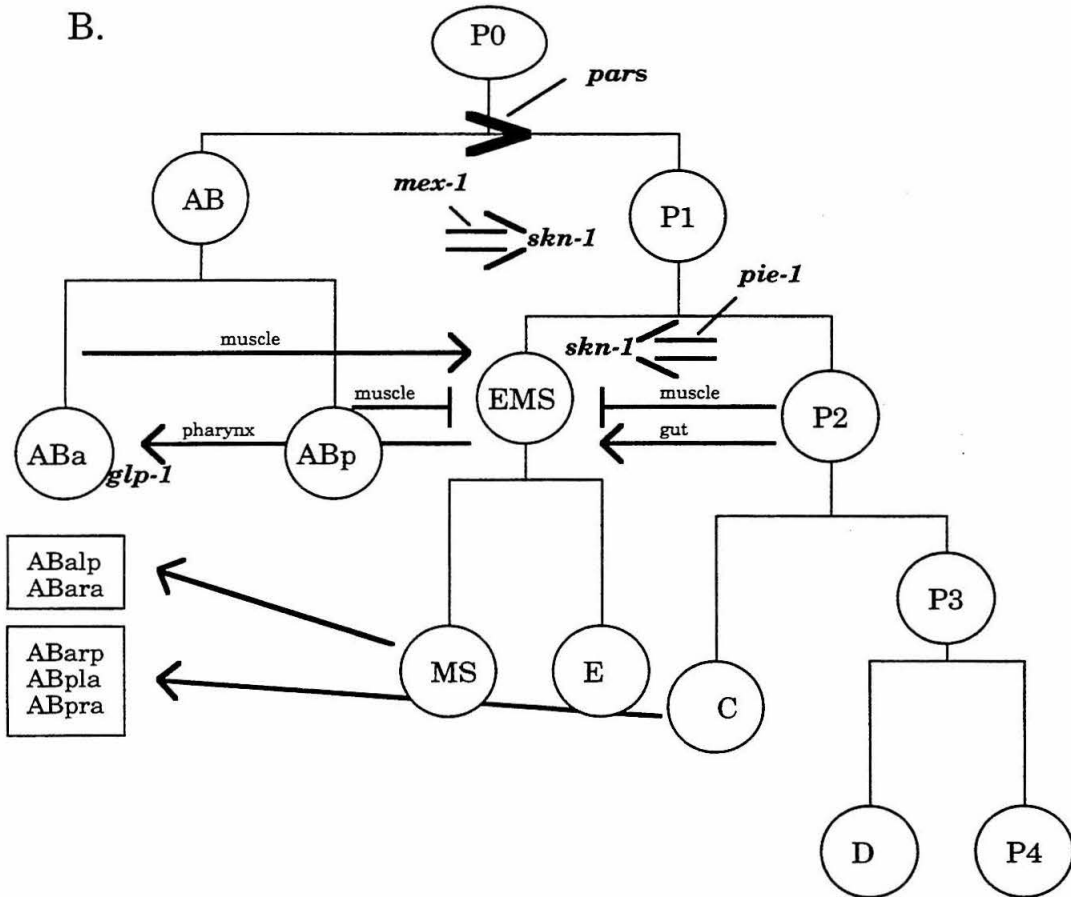 B.
P0
pars
AB
mex-1
P1
skn-1
pie-1
muscle
skn-1
EMS
muscle
muscle
P2
pharynx
gut
ABa
ABp
glp-1
ABalp
ABara
P3
ABarp
ABpla
ABpra
MS
E
C
D
P4